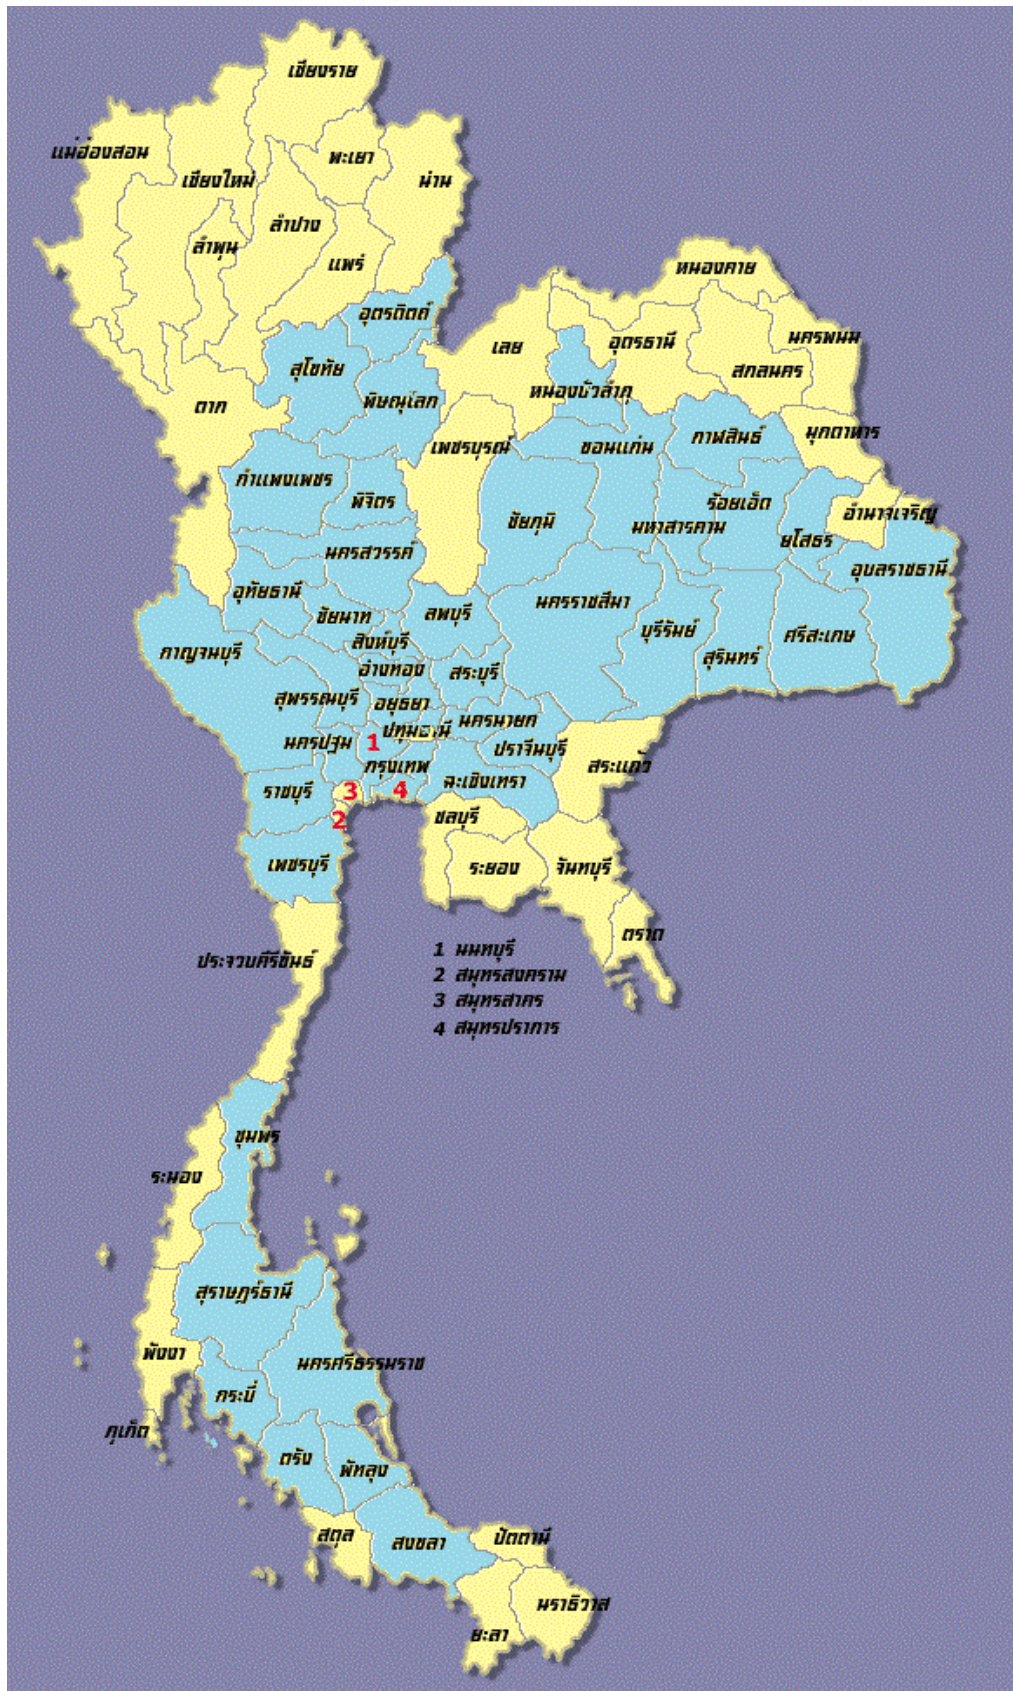 เชียงราย
แม่ฮ่องสอน
พะเยา
เชียงใหม่
น่าน
ลำปาง
ลำพูน
แพร่
หนองคาย
อุตรดิตถ์
นครพนม
เลย
อุดรธานี
สกลนคร
สุโขทัย
หนองบัวลำภู
พิษณุโลก
ตาก
มุกดาหาร
กาฬสินธ์
ขอนแก่น
เพชรบุรณ์
กำแพงเพชร
พิจิตร
ร้อยเอ็ด
อำนาจเจริญ
ชัยภูมิ
มหาสารคาม
ยโสธร
นครสวรรค์
อุบลราชธานี
อุทัยธานี
นครราชสีมา
ชัยนาท
ลพบุรี
บุรีรัมย์
ศรีสะเกษ
สิงห์บุรี
กาญจนบุรี
สุรินทร์
อ่างทอง
สระบุรี
สุพรรณบุรี
อยุธยา
นครนายก
ปทุมธานี
นครปฐม
1
ปราจีนบุรี
กรุงเทพ
สระแก้ว
ฉะเชิงเทรา
ราชบุรี
3
4
2
ชลบุรี
เพชรบุรี
ระยอง
จันทบุรี
ตราด
ประจวบคีรีขันธ์
1 นนทบุรี
2 สมุทรสงคราม
3 สมุทรสาคร
4 สมุทรปราการ
ชุมพร
ระนอง
สุราษฎร์ธานี
พังงา
นครศรีธรรมราช
กระบี่
ภูเก็ต
ตรัง
พัทลุง
สตูล
สงขลา
ปัตตานี
นราธิวาส
ยะลา